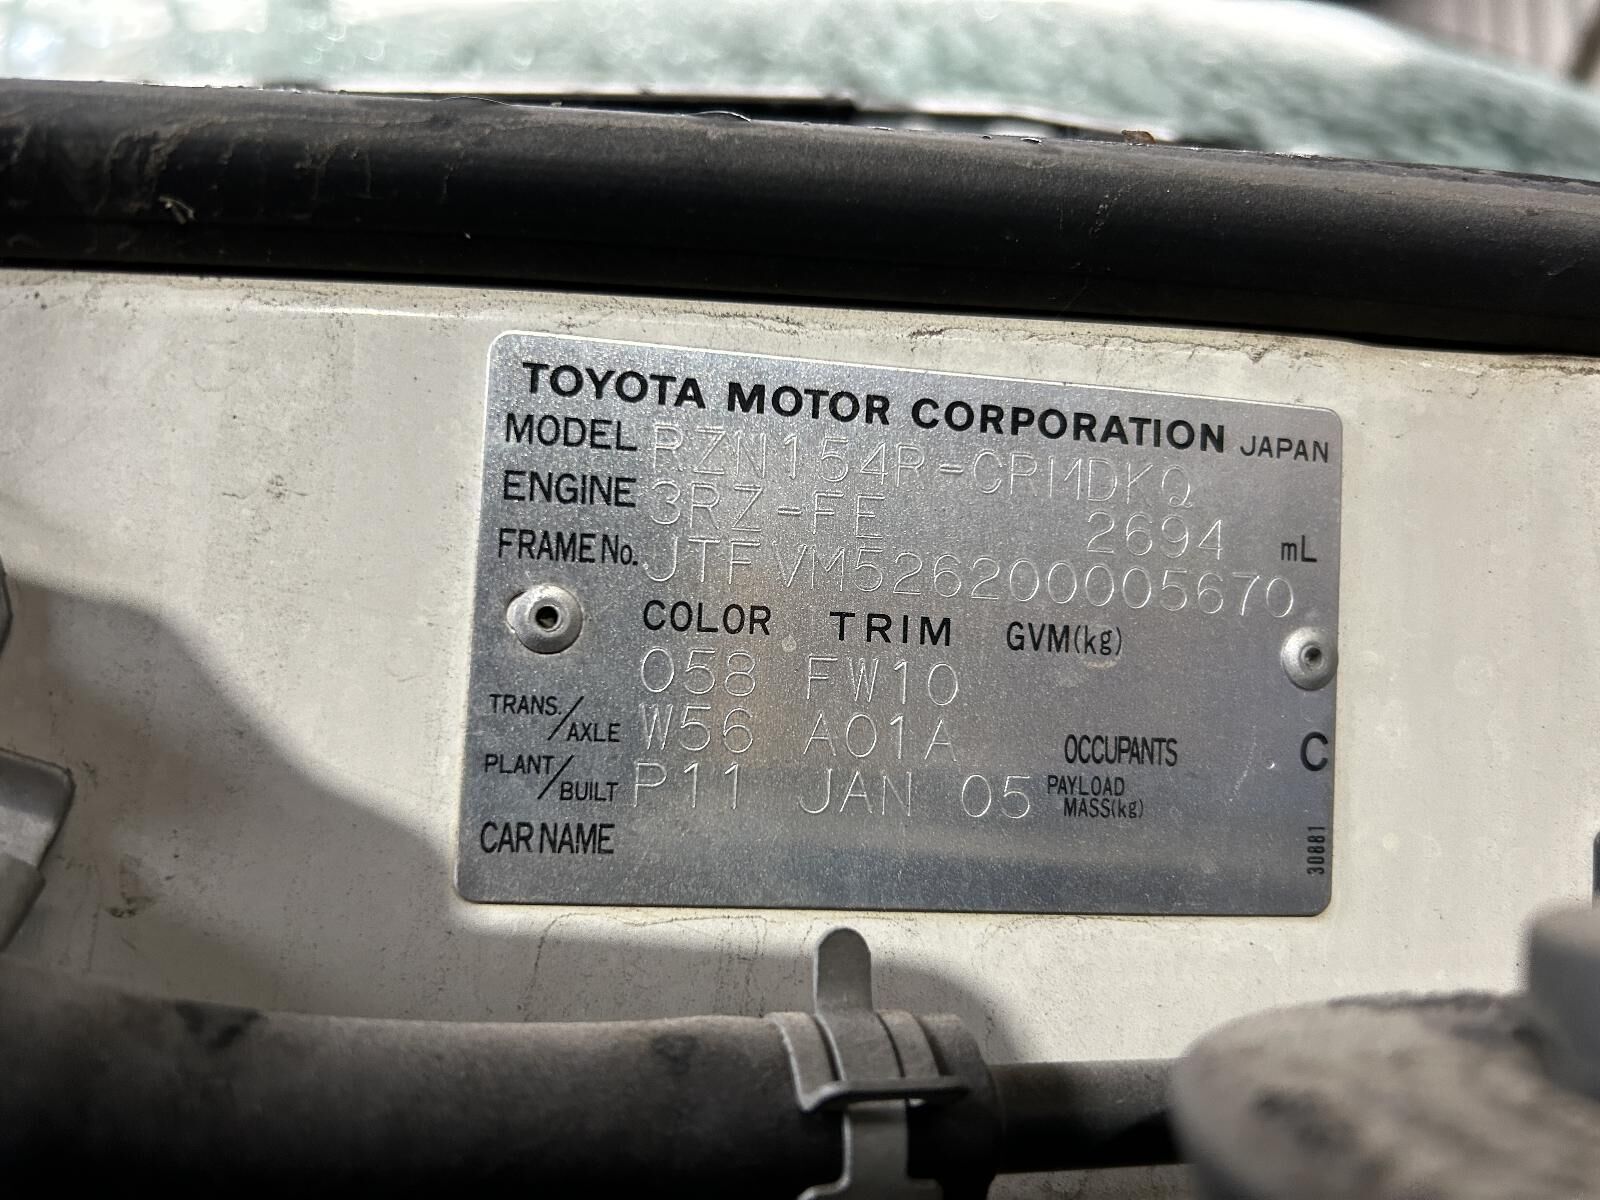 TOYOTA MOTOR CORPORATION JAPAN
MODEL RZN154R-CRMDKQ
ENGINE 3RZ-FE 2694 mL
FRAME No. JTFVM526200005670
COLOR TRIM GVM(kg)
058 FW10
TRANS./AXLE W56 A01A OCCUPANTS C
PLANT/BUILT P11 JAN 05 PAYLOAD MASS(kg)
CAR NAME
30881